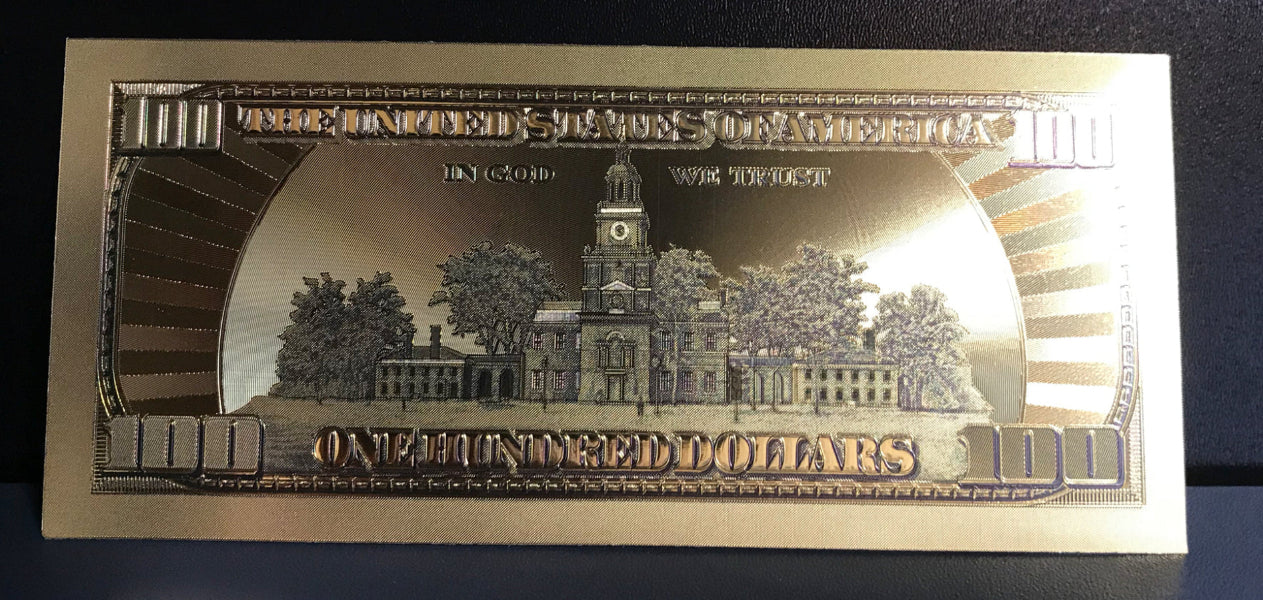 100 THE UNITED STATES OF AMERICA 100
IN GOD WE TRUST
100 ONE HUNDRED DOLLARS 100